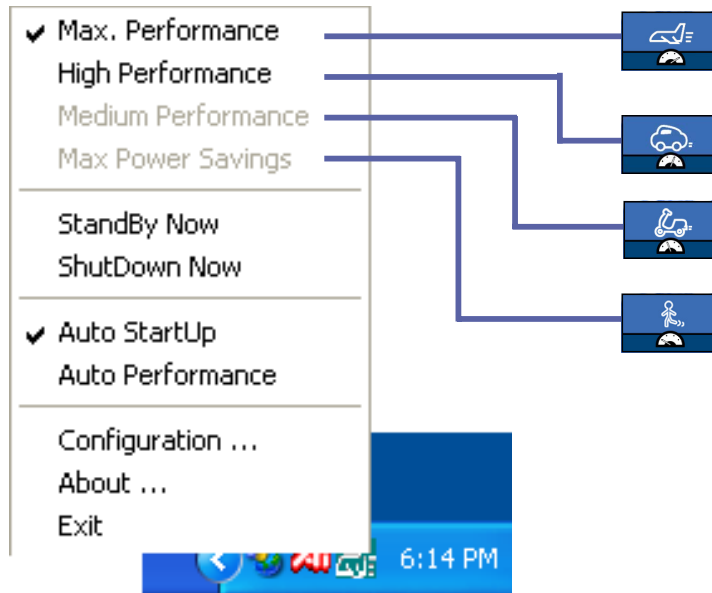 Max. Performance
High Performance
Medium Performance
Max Power Savings
StandBy Now
ShutDown Now
Auto StartUp
Auto Performance
Configuration ...
About ...
Exit
6:14 PM